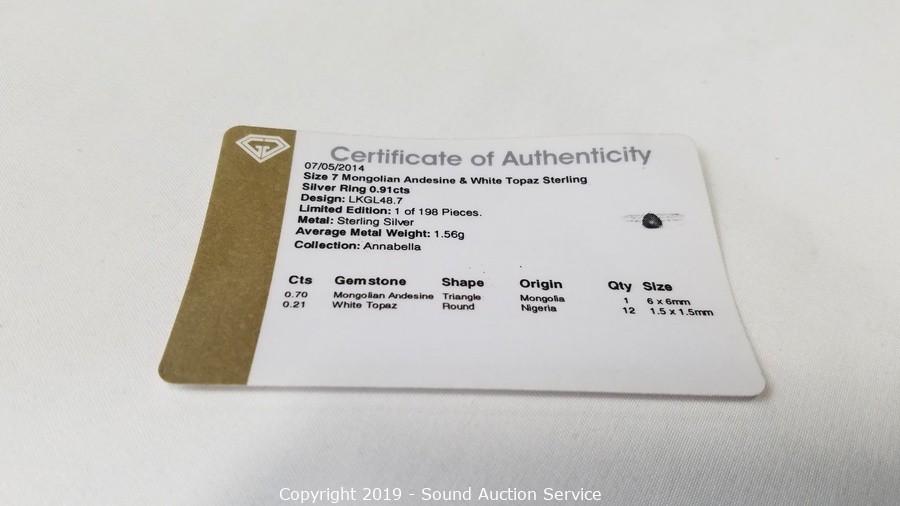 Certificate of Authenticity
07/05/2014
Size 7 Mongolian Andesine & White Topaz Sterling
Silver Ring 0.91cts
Design: LKGL48.7
Limited Edition: 1 of 198 Pieces.
Metal: Sterling Silver
Average Metal Weight: 1.56g
Collection: Annabella
Cts Gemstone Shape Origin Qty Size
0.70 Mongolian Andesine Triangle Mongolia 1 6 x 6mm
0.21 White Topaz Round Nigeria 12 1.5 x 1.5mm
Copyright 2019 - Sound Auction Service